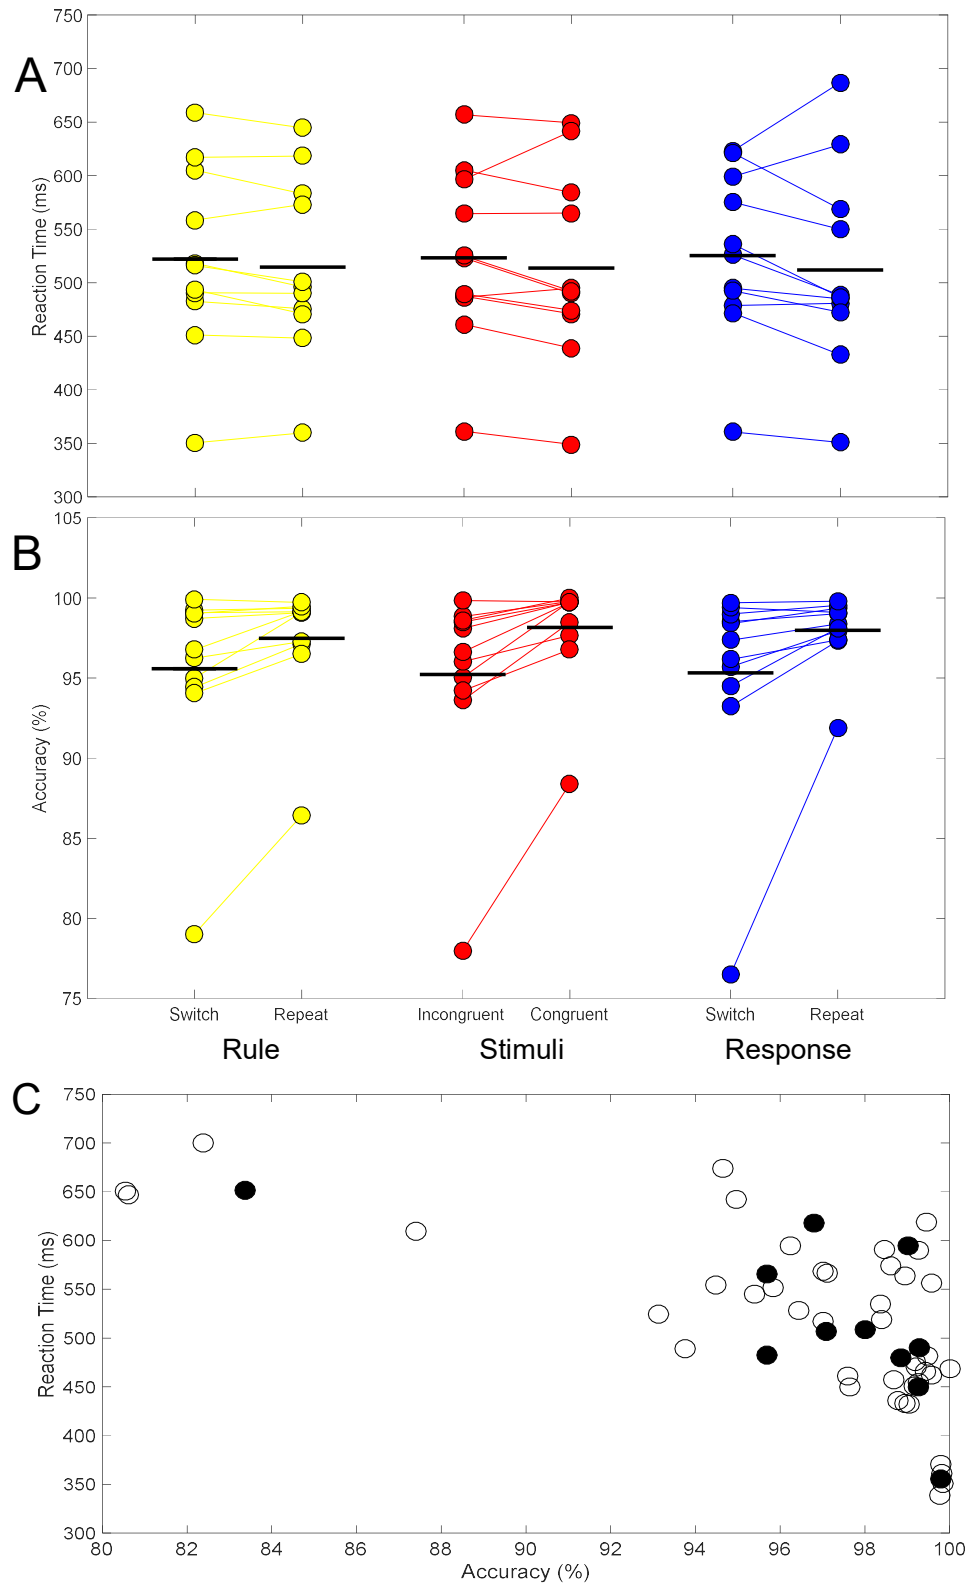 A
750
700
650
600
550
500
450
400
350
300
Reaction Time (ms)
B
105
100
95
90
85
80
75
Accuracy (%)
Switch Repeat Incongruent Congruent Switch Repeat
Rule Stimuli Response
C
750
700
650
600
550
500
450
400
350
300
Reaction Time (ms)
80 82 84 86 88 90 92 94 96 98 100
Accuracy (%)